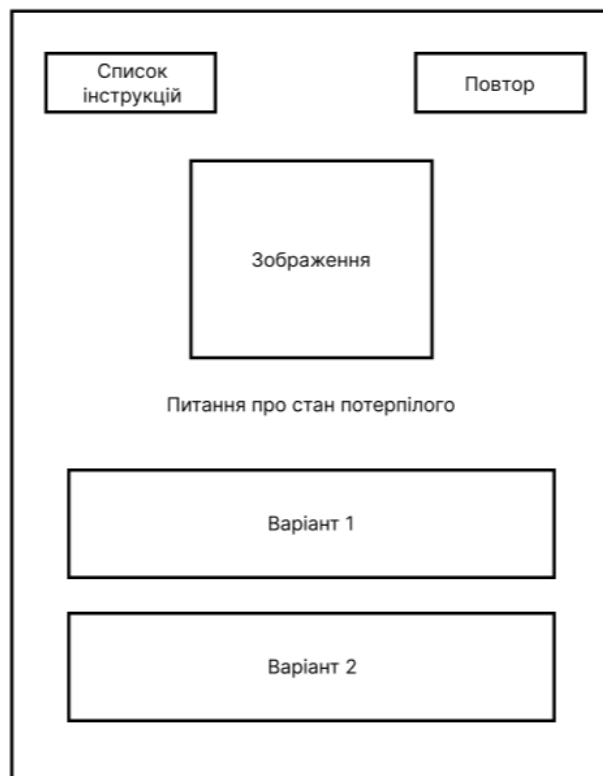 Список
інструкцій
Повтор
Зображення
Питання про стан потерпілого
Варіант 1
Варіант 2